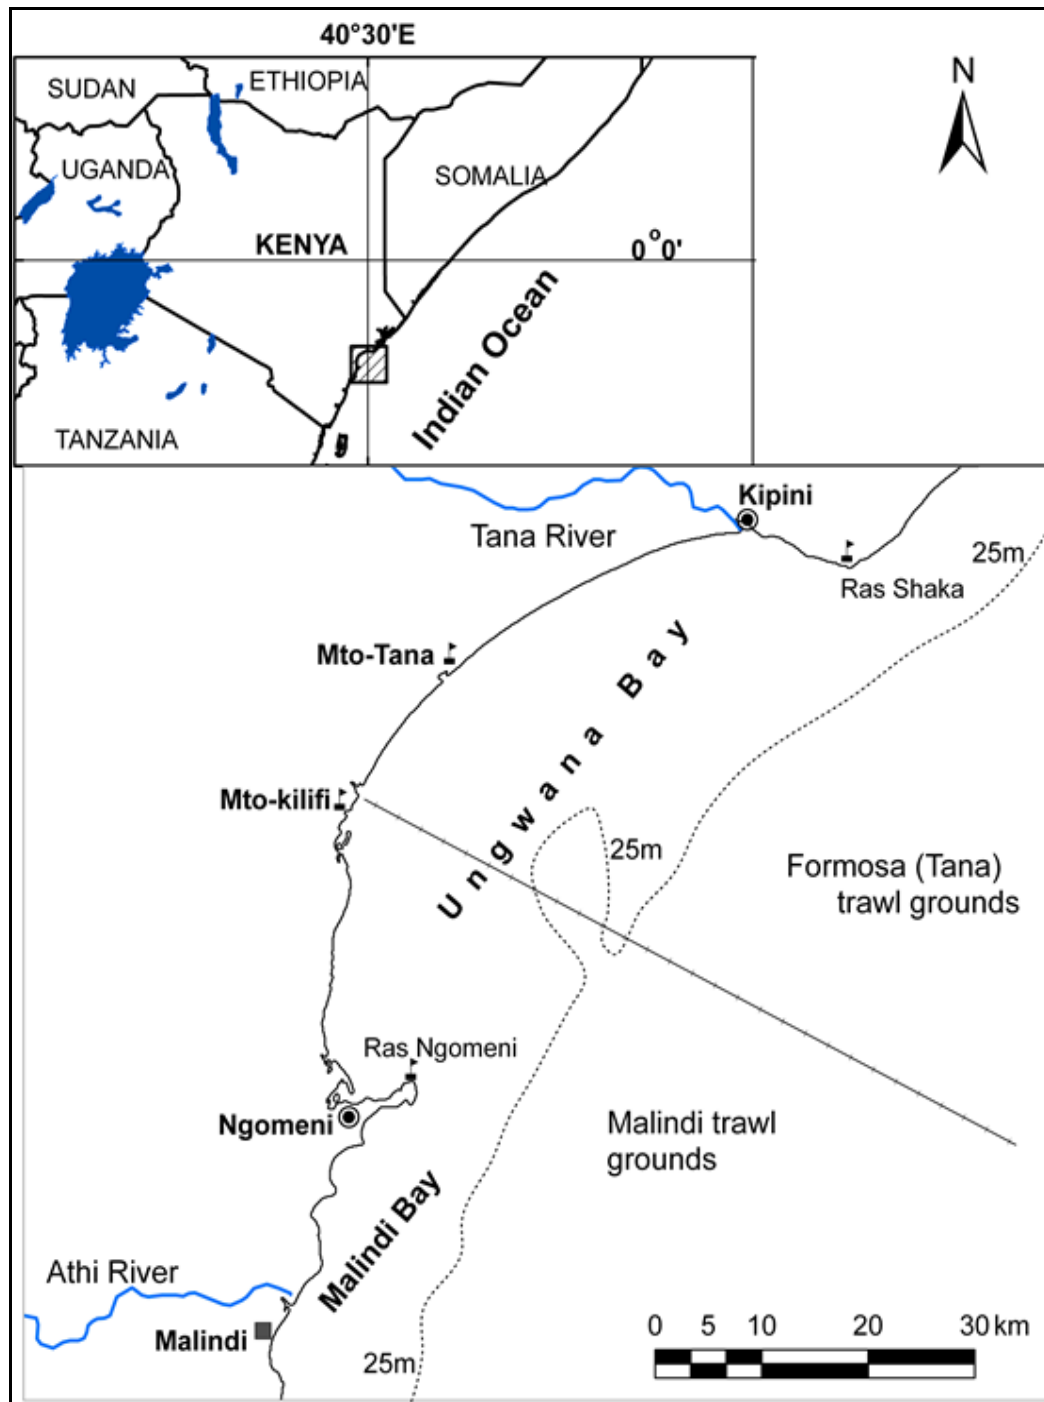 40°30'E
N
SUDAN
ETHIOPIA
UGANDA
SOMALIA
KENYA
0°0'
Indian Ocean
TANZANIA
Kipini
Tana River
25m
Ras Shaka
Mto-Tana
Ungwana Bay
Mto-kilifi
25m
Formosa (Tana)
trawl grounds
Ras Ngomeni
Ngomeni
Malindi trawl
grounds
Malindi Bay
Athi River
Malindi
25m
0 5 10 20 30 km